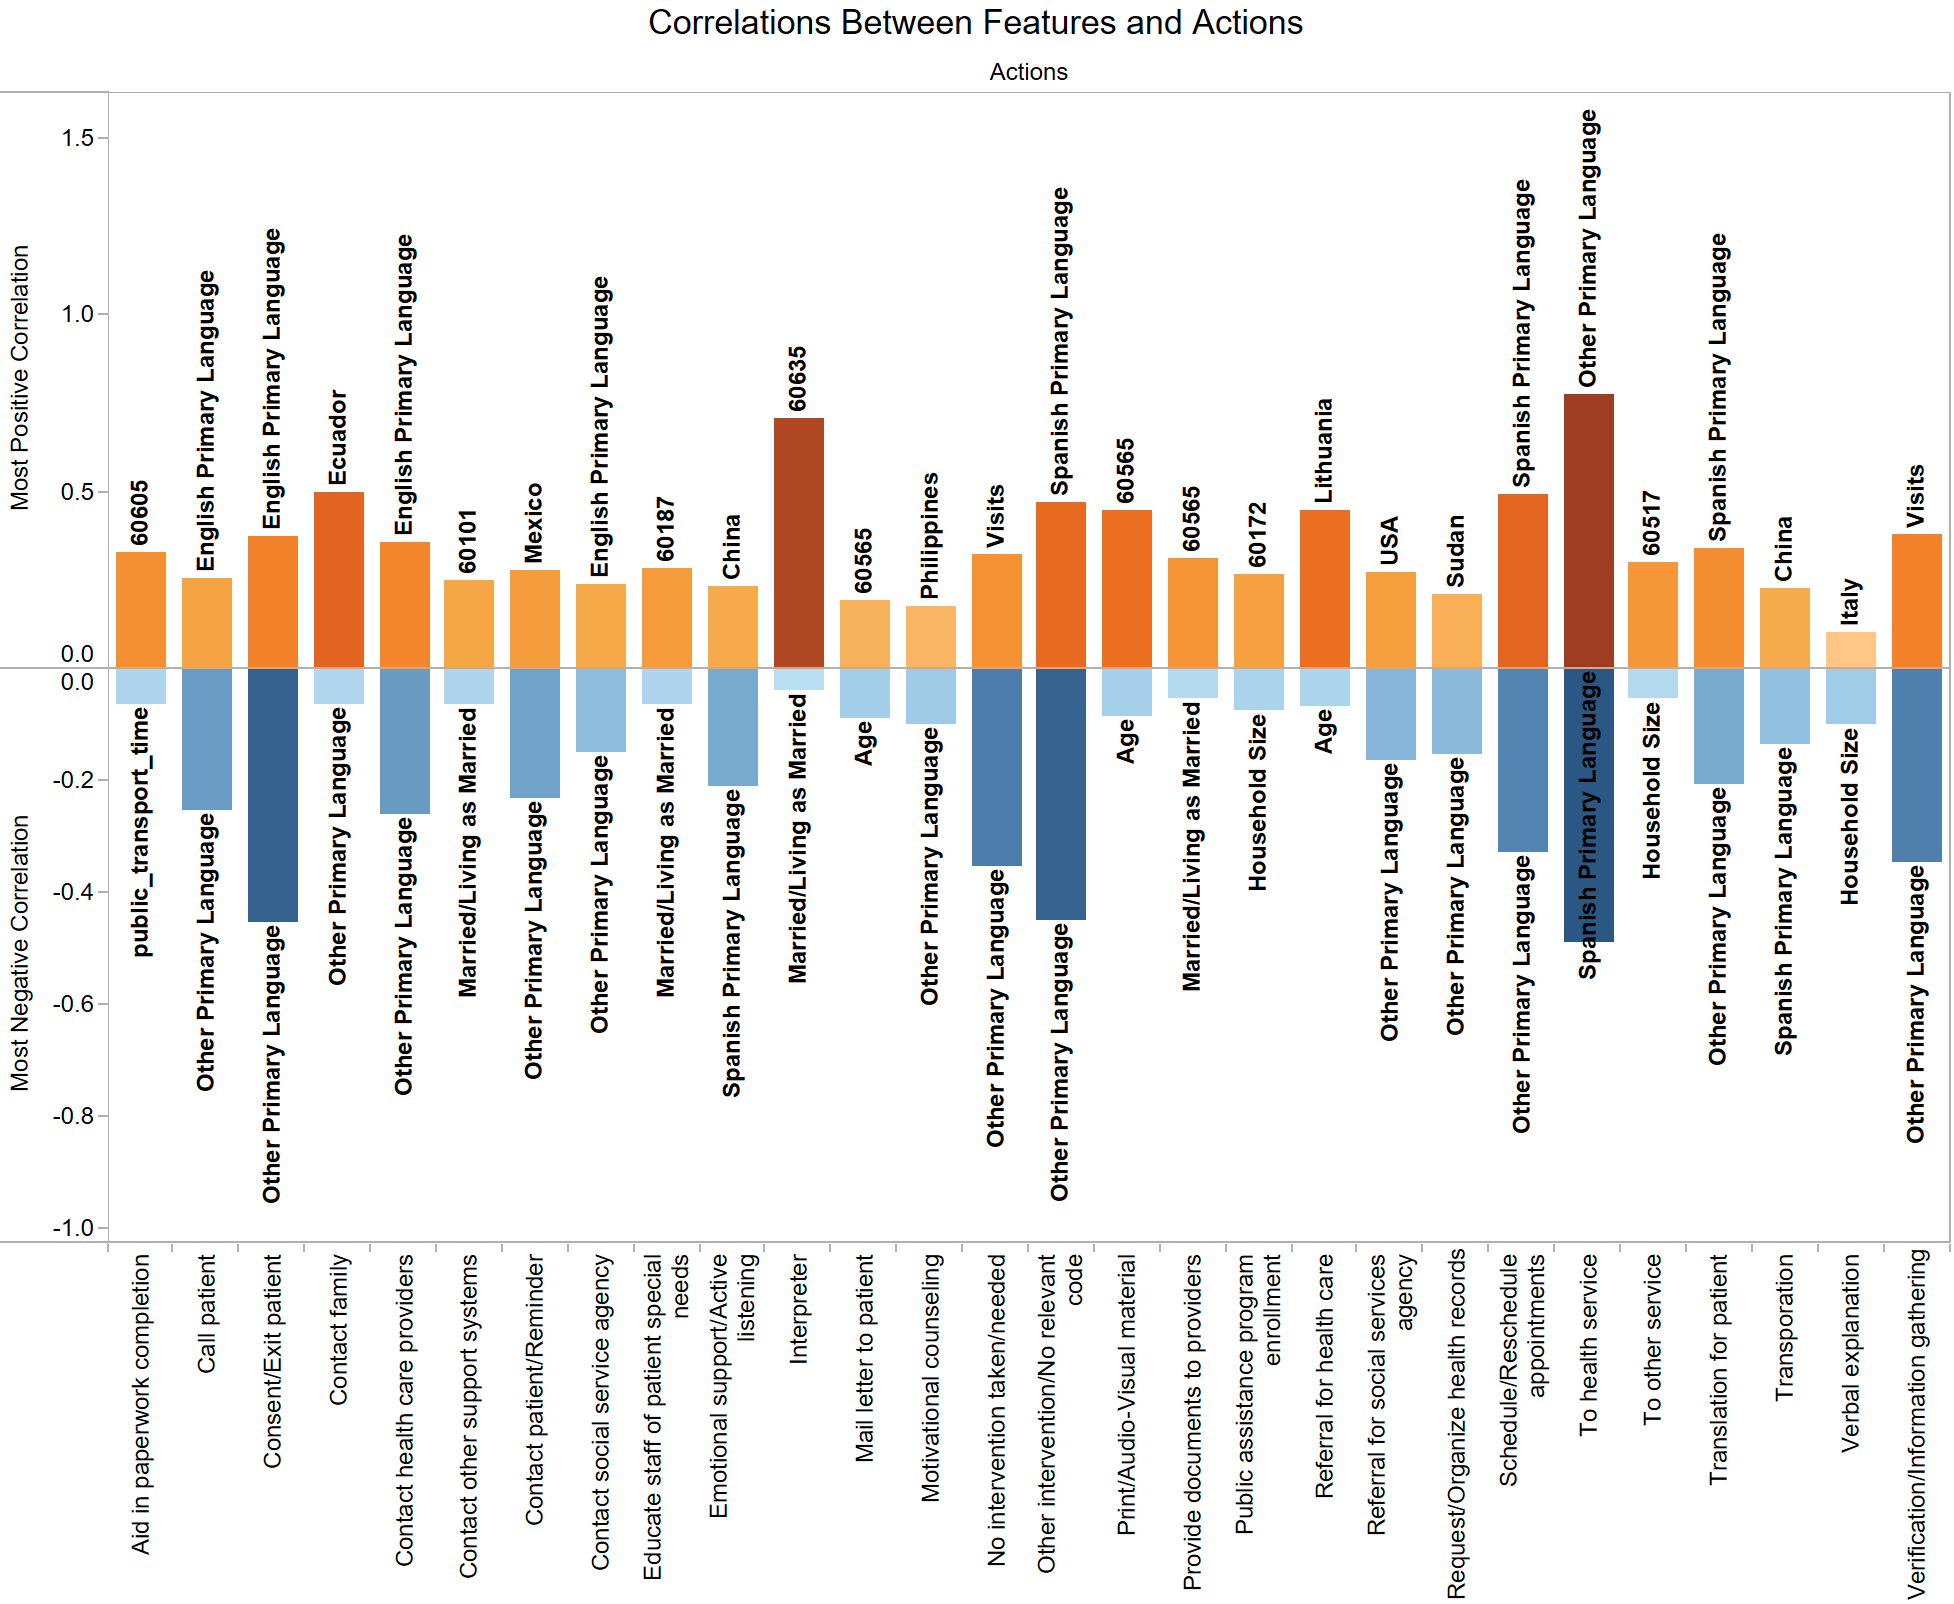 Correlations Between Features and Actions
Actions
Most Positive Correlation
1.5
1.0
0.5
0.0
60605
English Primary Language
English Primary Language
Ecuador
English Primary Language
60101
Mexico
English Primary Language
60187
China
60635
60565
Philippines
Visits
Spanish Primary Language
60565
60565
60172
Lithuania
USA
Sudan
Spanish Primary Language
Other Primary Language
60517
Spanish Primary Language
China
Italy
Visits
Most Negative Correlation
0.0
-0.2
-0.4
-0.6
-0.8
-1.0
public_transport_time
Other Primary Language
Other Primary Language
Other Primary Language
Other Primary Language
Married/Living as Married
Other Primary Language
Other Primary Language
Married/Living as Married
Spanish Primary Language
Married/Living as Married
Age
Other Primary Language
Other Primary Language
Other Primary Language
Age
Married/Living as Married
Household Size
Age
Other Primary Language
Other Primary Language
Other Primary Language
Spanish Primary Language
Household Size
Other Primary Language
Spanish Primary Language
Household Size
Other Primary Language
Aid in paperwork completion
Call patient
Consent/Exit patient
Contact family
Contact health care providers
Contact other support systems
Contact patient/Reminder
Contact social service agency
Educate staff of patient special
needs
Emotional support/Active
listening
Interpreter
Mail letter to patient
Motivational counseling
No intervention taken/needed
Other intervention/No relevant
code
Print/Audio-Visual material
Provide documents to providers
Public assistance program
enrollment
Referral for health care
Referral for social services
agency
Request/Organize health records
Schedule/Reschedule
appointments
To health service
To other service
Translation for patient
Transporation
Verbal explanation
Verification/Information gathering